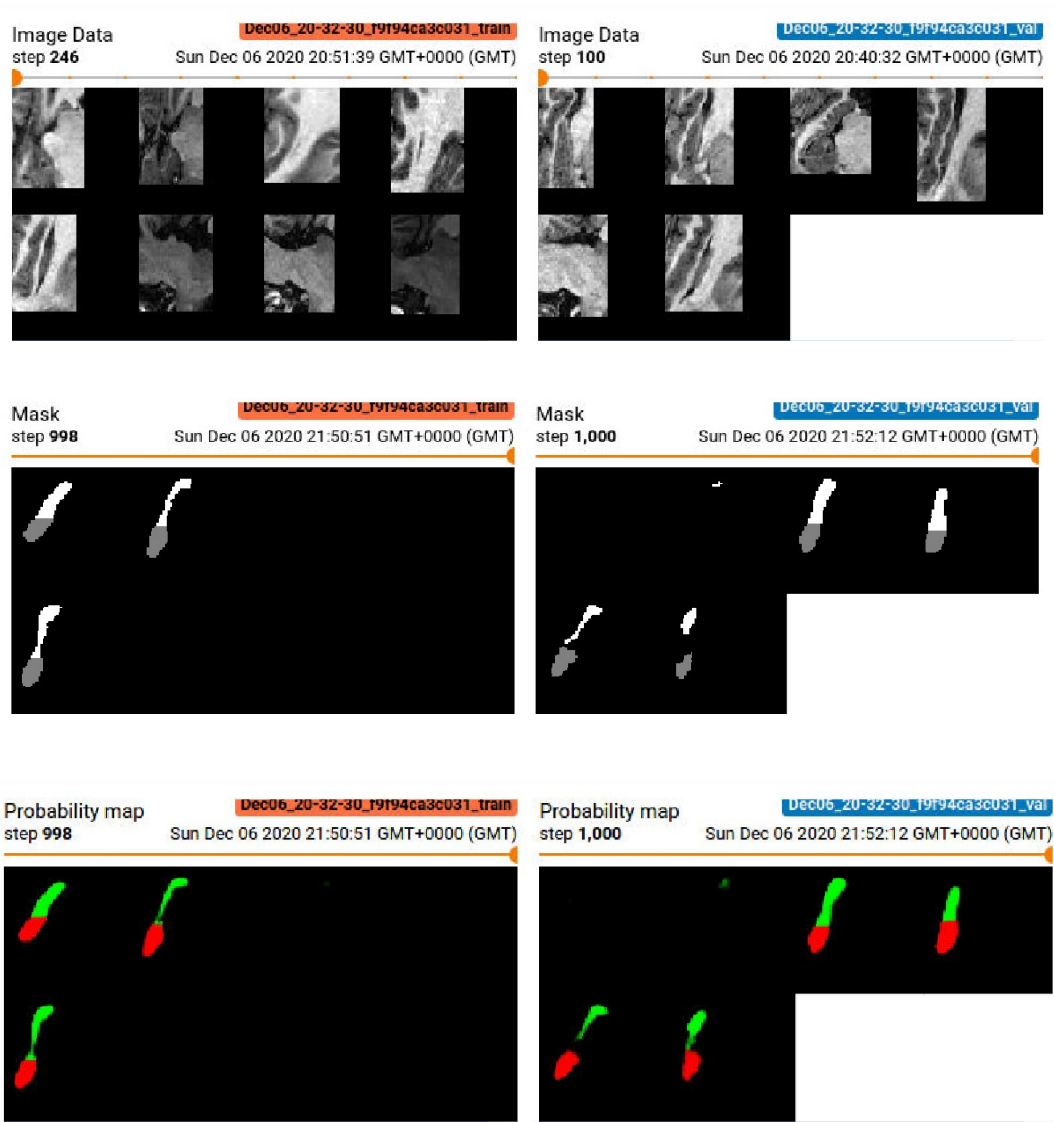 Dec06_20-32-30_f9f94ca3c031_train
Image Data
step 246 Sun Dec 06 2020 20:51:39 GMT+0000 (GMT)
Dec06_20-32-30_f9f94ca3c031_val
Image Data
step 100 Sun Dec 06 2020 20:40:32 GMT+0000 (GMT)
Dec06_20-32-30_f9f94ca3c031_train
Mask
step 998 Sun Dec 06 2020 21:50:51 GMT+0000 (GMT)
Dec06_20-32-30_f9f94ca3c031_val
Mask
step 1,000 Sun Dec 06 2020 21:52:12 GMT+0000 (GMT)
Dec06_20-32-30_f9f94ca3c031_train
Probability map
step 998 Sun Dec 06 2020 21:50:51 GMT+0000 (GMT)
Dec06_20-32-30_f9f94ca3c031_val
Probability map
step 1,000 Sun Dec 06 2020 21:52:12 GMT+0000 (GMT)